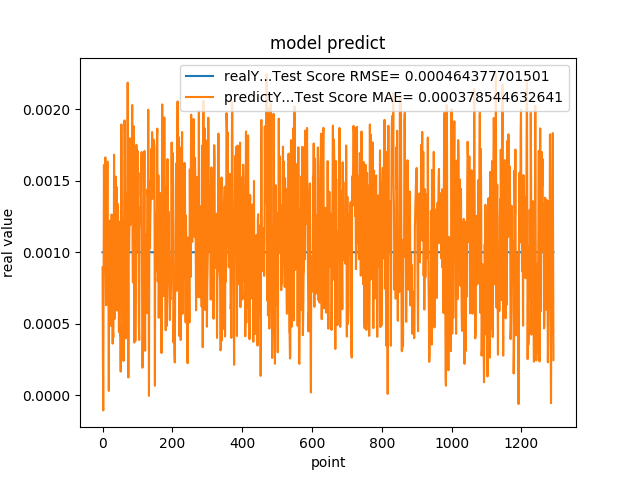 model predict
realY...Test Score RMSE= 0.000464377701501
predictY...Test Score MAE= 0.000378544632641
0.0020
0.0015
0.0010
0.0005
0.0000
real value
0 200 400 600 800 1000 1200
point